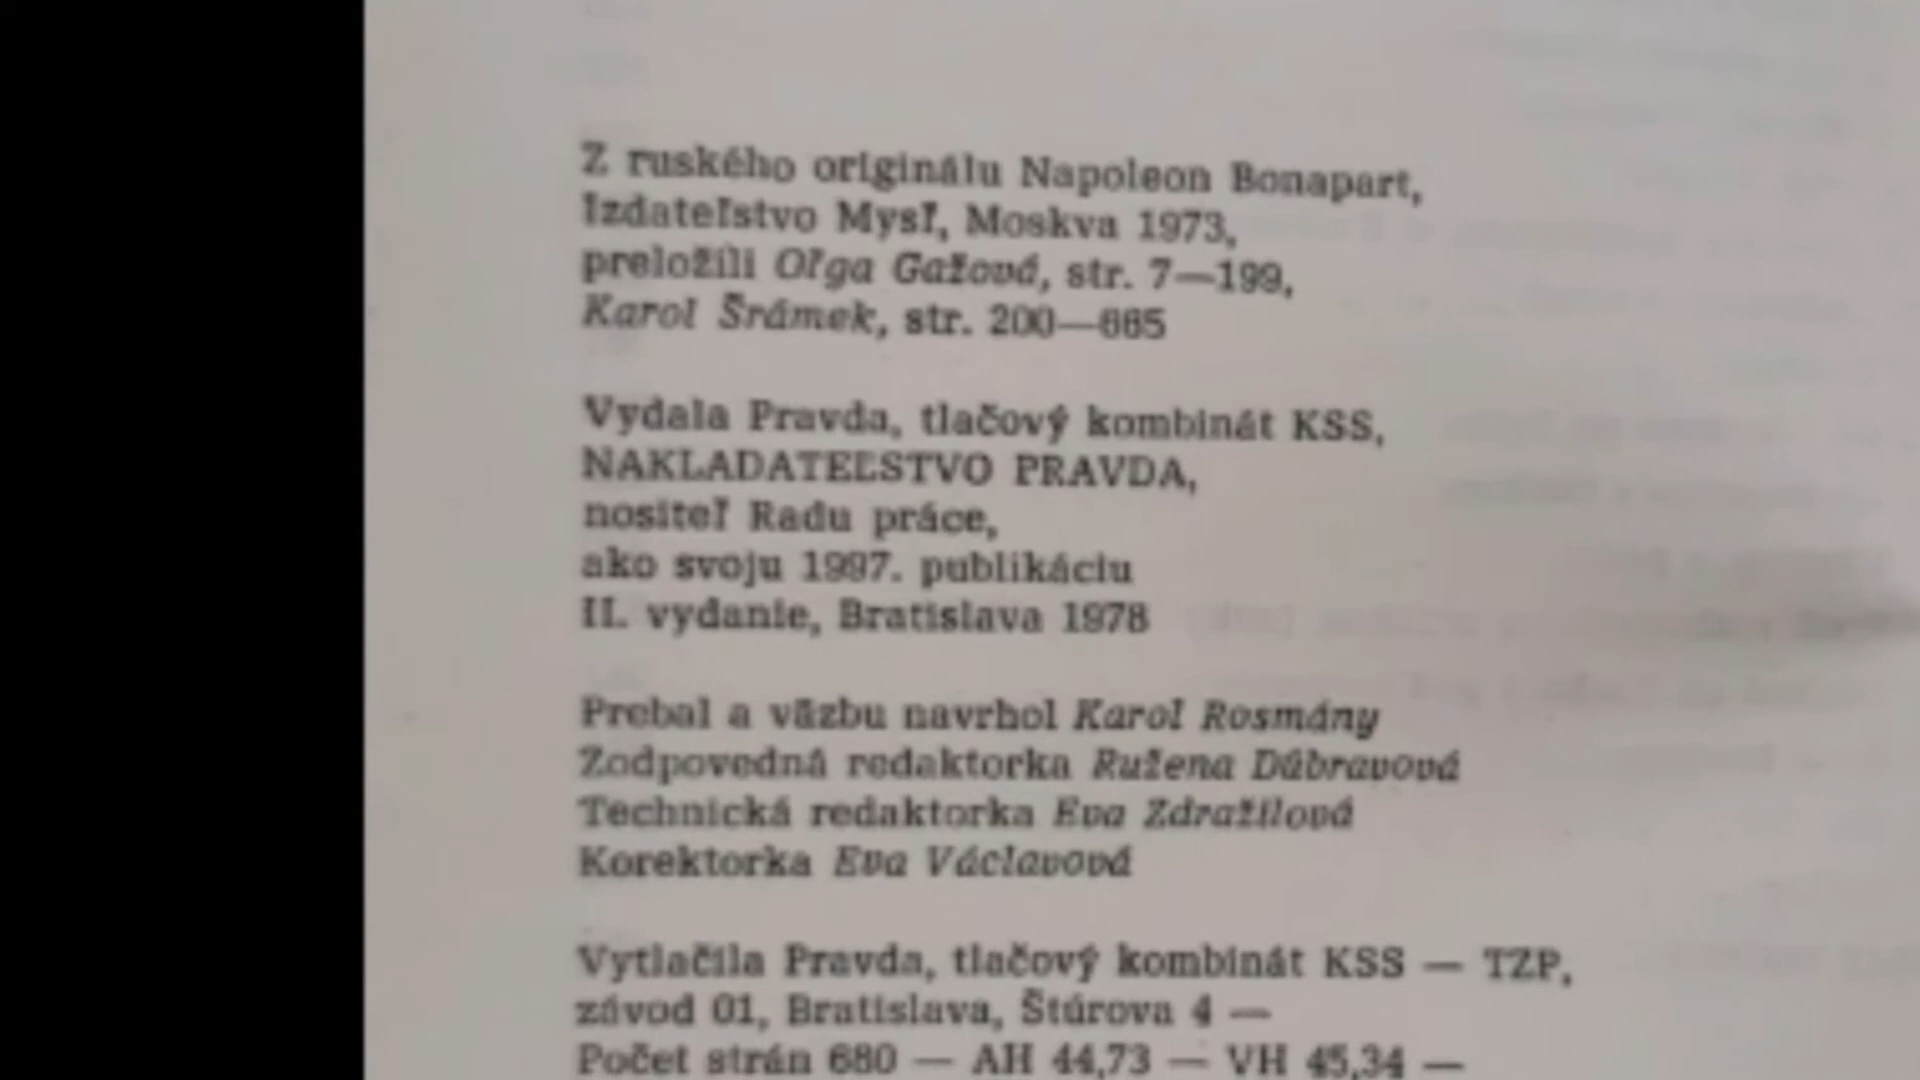 Z ruského originálu Napoleon Bonapart,
Izdateľstvo Mysľ, Moskva 1973,
preložili Oľga Gažová, str. 7—199,
Karol Šrámek, str. 200—665
Vydala Pravda, tlačový kombinát KSS,
NAKLADATEĽSTVO PRAVDA,
nositeľ Radu práce,
ako svoju 1997. publikáciu
II. vydanie, Bratislava 1978
Prebal a väzbu navrhol Karol Rosmány
Zodpovedná redaktorka Ružena Dúbravová
Technická redaktorka Eva Zdražilová
Korektorka Eva Václavová
Vytlačila Pravda, tlačový kombinát KSS — TZP,
závod 01, Bratislava, Štúrova 4 —
Počet strán 680 — AH 44,73 — VH 45,34 —